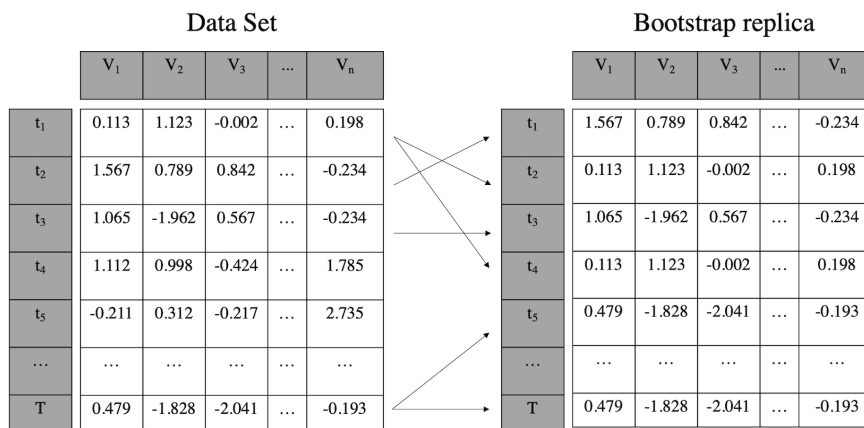 Data Set Bootstrap replica
V1 V2 V3 ... Vn V1 V2 V3 ... Vn
t1 0.113 1.123 -0.002 … 0.198 t1 1.567 0.789 0.842 … -0.234
t2 1.567 0.789 0.842 … -0.234 t2 0.113 1.123 -0.002 … 0.198
t3 1.065 -1.962 0.567 … -0.234 t3 1.065 -1.962 0.567 … -0.234
t4 1.112 0.998 -0.424 … 1.785 t4 0.113 1.123 -0.002 … 0.198
t5 -0.211 0.312 -0.217 … 2.735 t5 0.479 -1.828 -2.041 … -0.193
… … … … … … … … … … … …
T 0.479 -1.828 -2.041 … -0.193 T 0.479 -1.828 -2.041 … -0.193